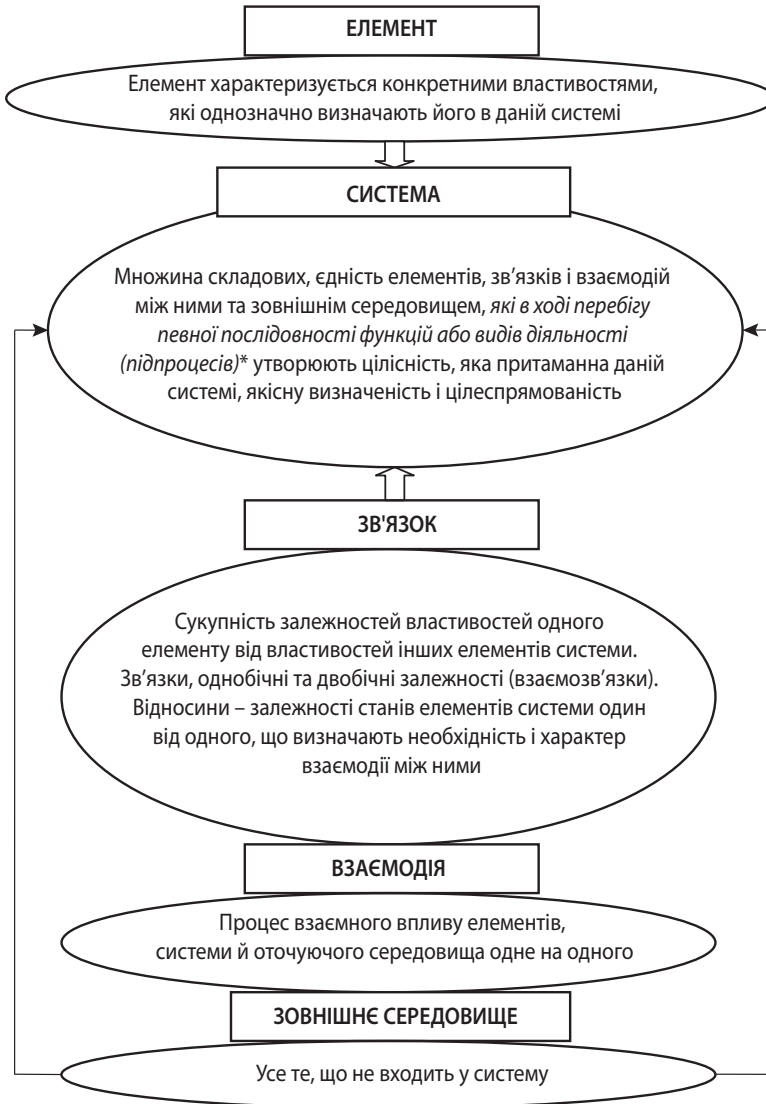 ЕЛЕМЕНТ
Елемент характеризується конкретними властивостями,
які однозначно визначають його в даній системі
СИСТЕМА
Множина складових, єдність елементів, зв’язків і взаємодій
між ними та зовнішнім середовищем, які в ході перебігу
певної послідовності функцій або видів діяльності
(підпроцесів)* утворюють цілісність, яка притаманна даній
системі, якісну визначеність і цілеспрямованість
ЗВ'ЯЗОК
Сукупність залежностей властивостей одного
елементу від властивостей інших елементів системи.
Зв’язки, однобічні та двобічні залежності (взаємозв’язки).
Відносини – залежності станів елементів системи один
від одного, що визначають необхідність і характер
взаємодії між ними
ВЗАЄМОДІЯ
Процес взаємного впливу елементів,
системи й оточуючого середовища одне на одного
ЗОВНІШНЄ СЕРЕДОВИЩЕ
Усе те, що не входить у систему